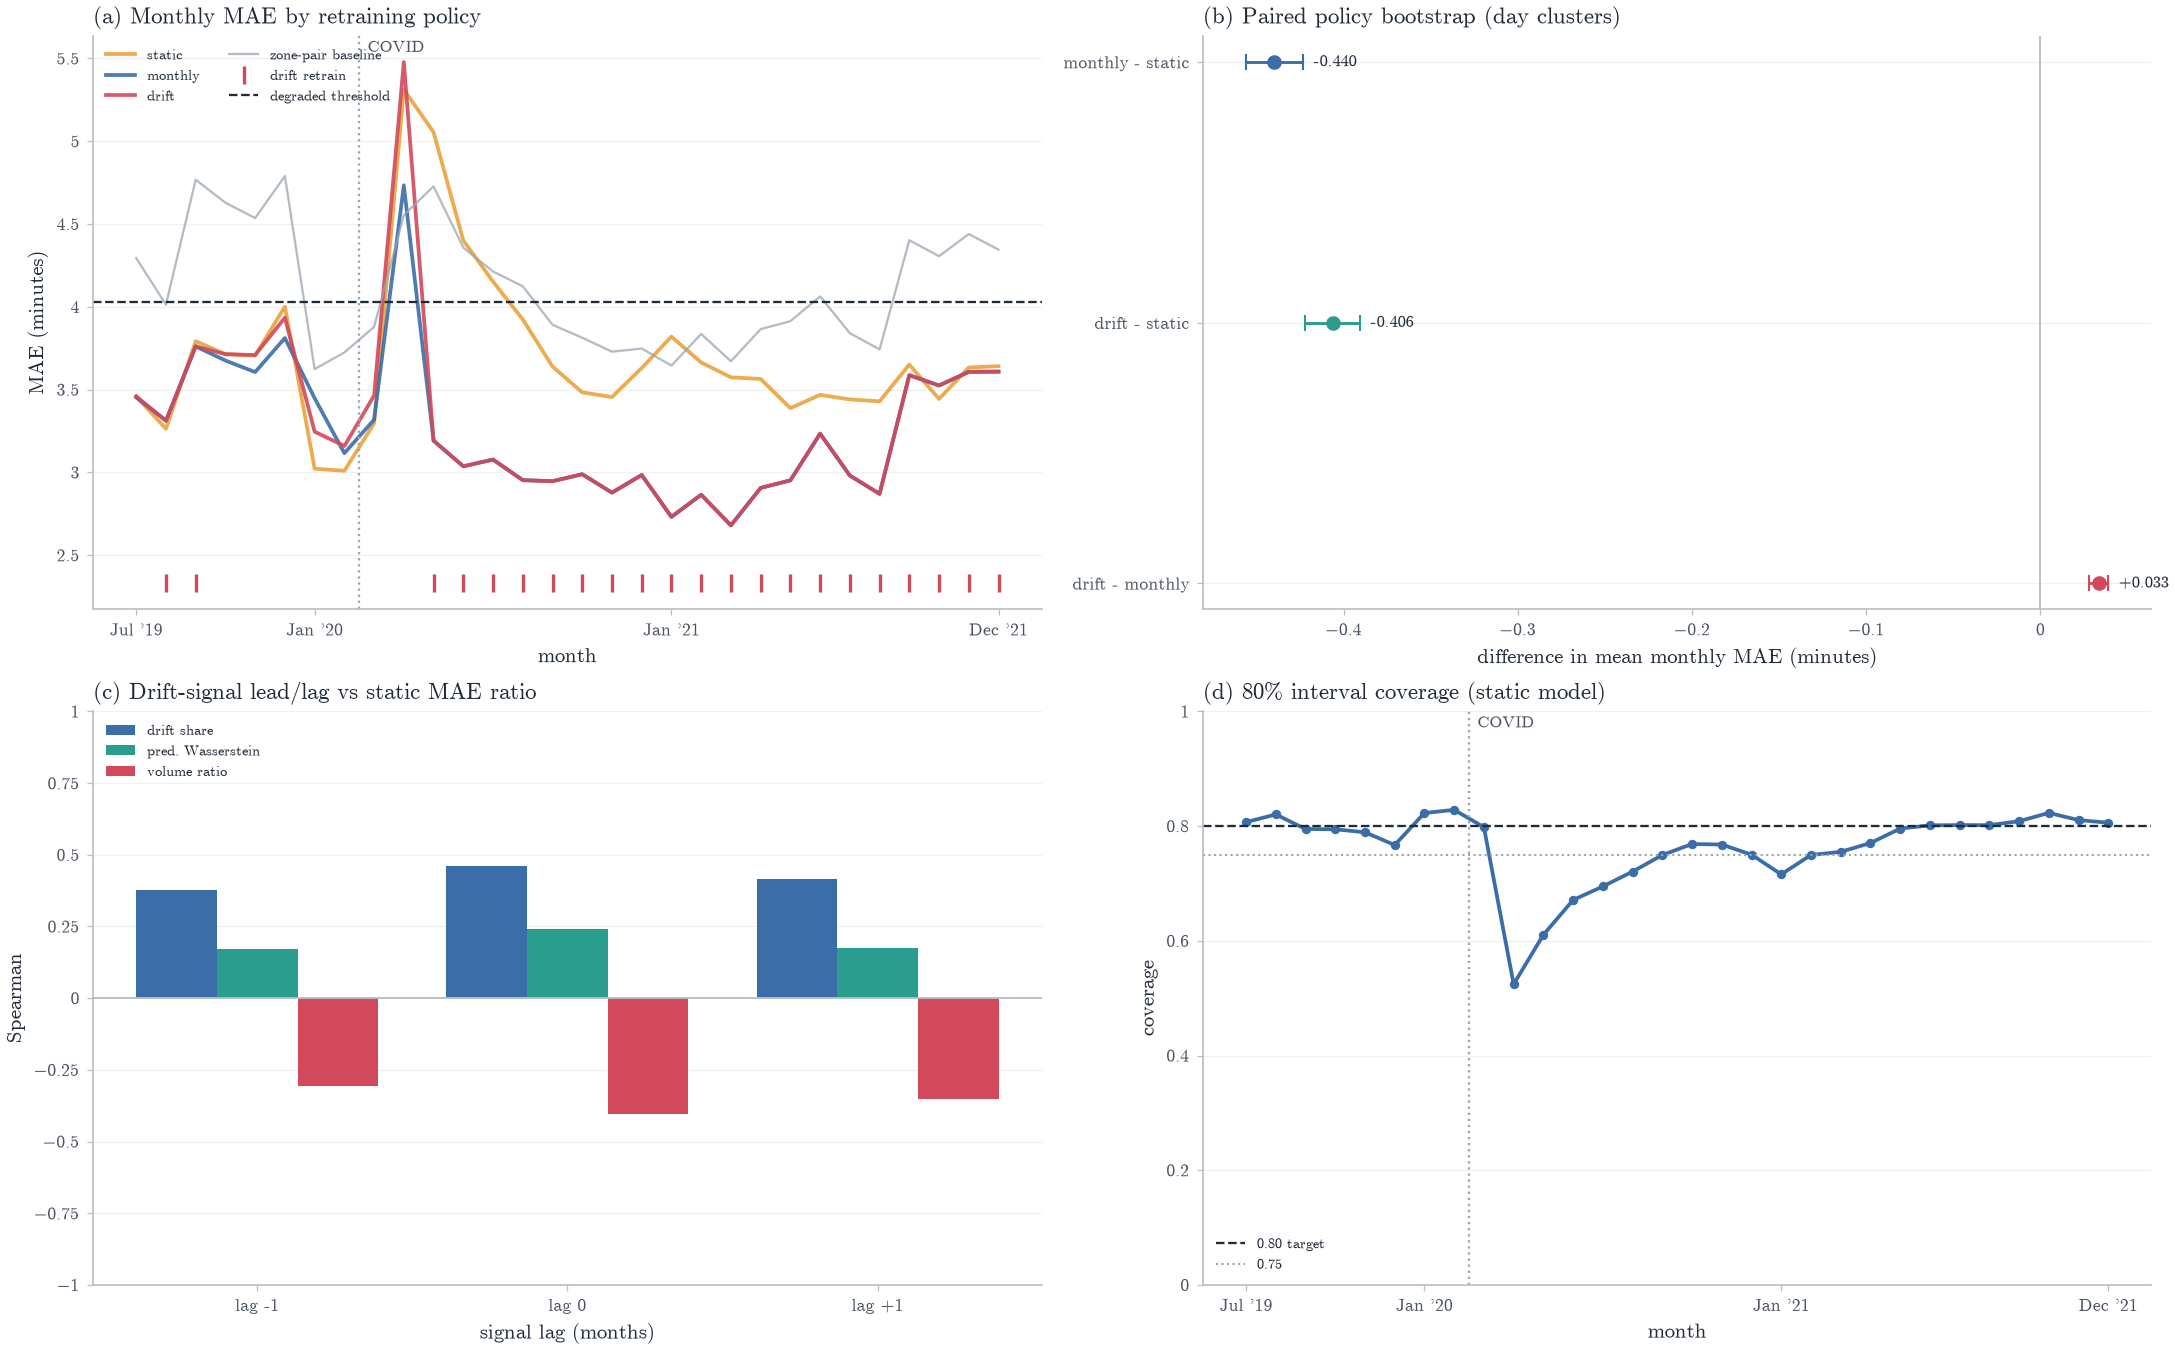 (a) Monthly MAE by retraining policy
COVID
static
monthly
drift
zone-pair baseline
drift retrain
degraded threshold
5.5
5
4.5
4
3.5
3
2.5
MAE (minutes)
Jul '19
Jan '20
Jan '21
Dec '21
month
(b) Paired policy bootstrap (day clusters)
monthly - static
-0.440
drift - static
-0.406
drift - monthly
+0.033
−0.4
−0.3
−0.2
−0.1
0
difference in mean monthly MAE (minutes)
(c) Drift-signal lead/lag vs static MAE ratio
drift share
pred. Wasserstein
volume ratio
1
0.75
0.5
0.25
0
−0.25
−0.5
−0.75
−1
Spearman
lag -1
lag 0
lag +1
signal lag (months)
(d) 80% interval coverage (static model)
COVID
1
0.8
0.6
0.4
0.2
0
coverage
0.80 target
0.75
Jul '19
Jan '20
Jan '21
Dec '21
month